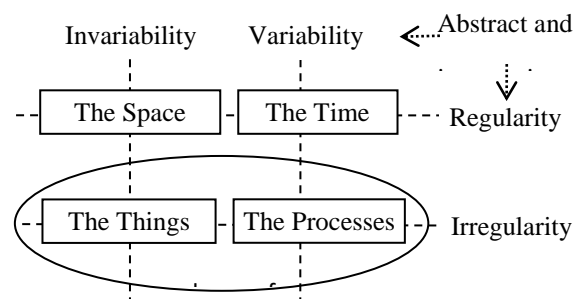 Invariability Variability Abstract and
The Space The Time Regularity
The Things The Processes Irregularity